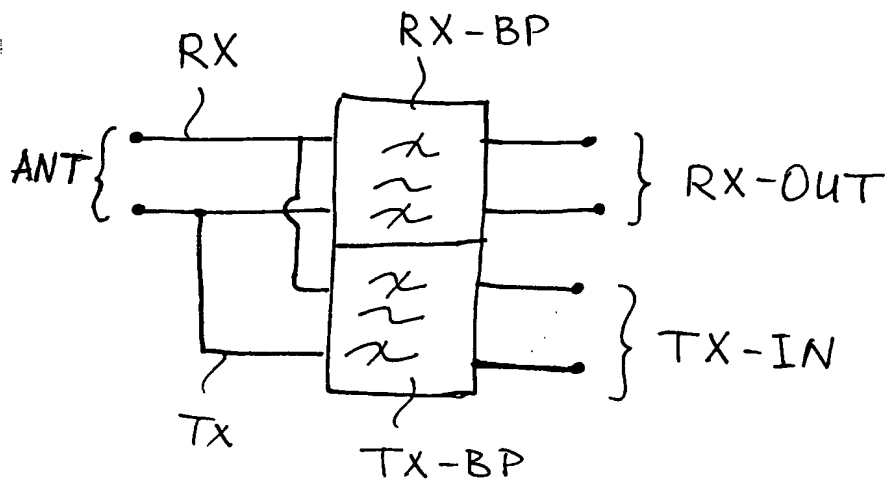 RX
RX-BP
ANT
RX-OUT
TX-IN
TX
TX-BP